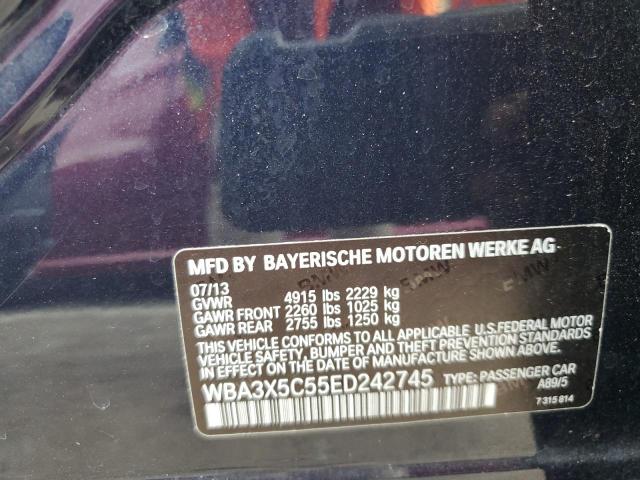 MFD BY BAYERISCHE MOTOREN WERKE AG
07/13
GVWR 4915 lbs 2229 kg
GAWR FRONT 2260 lbs 1025 kg
GAWR REAR 2755 lbs 1250 kg
THIS VEHICLE CONFORMS TO ALL APPLICABLE U.S.FEDERAL MOTOR
VEHICLE SAFETY, BUMPER AND THEFT PREVENTION STANDARDS
IN EFFECT ON THE DATE OF MANUFACTURE SHOWN ABOVE.
WBA3X5C55ED242745 TYPE: PASSENGER CAR
A89/5
7 315 814